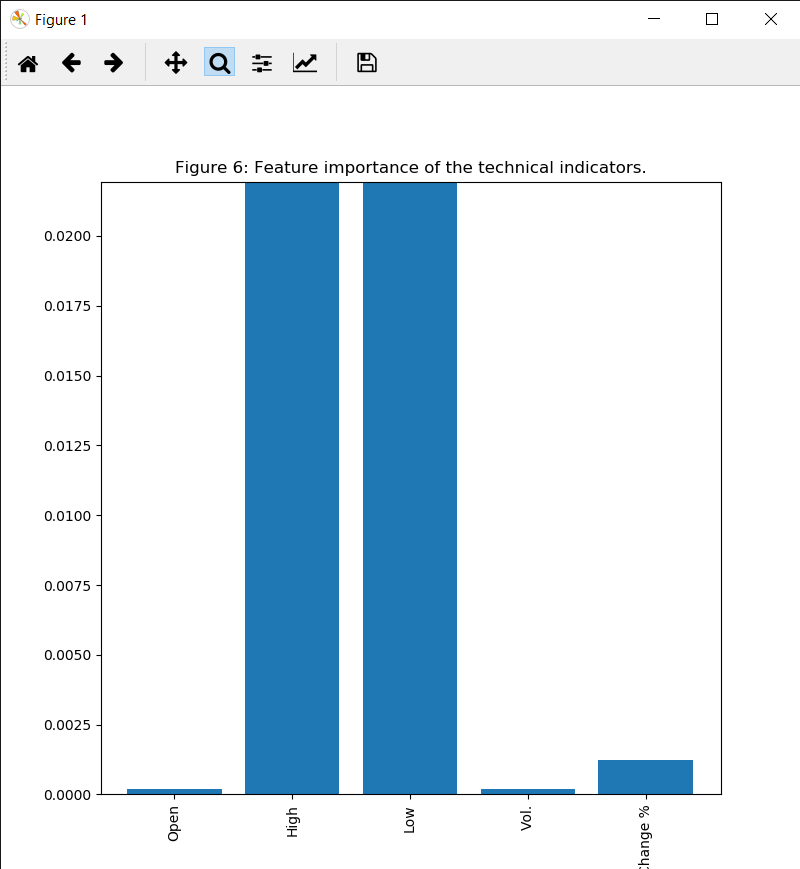 Figure 1
Figure 6: Feature importance of the technical indicators.
0.0200
0.0175
0.0150
0.0125
0.0100
0.0075
0.0050
0.0025
0.0000
Open
High
Low
Vol.
Change %